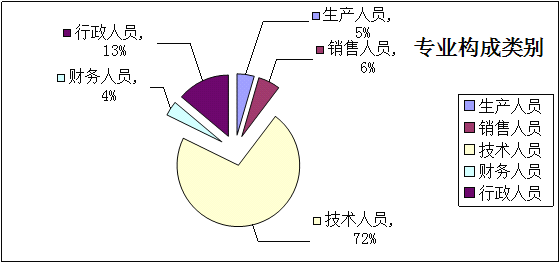 专业构成类别
行政人员,
13%
生产人员,
5%
销售人员,
6%
财务人员,
4%
技术人员,
72%
生产人员
销售人员
技术人员
财务人员
行政人员